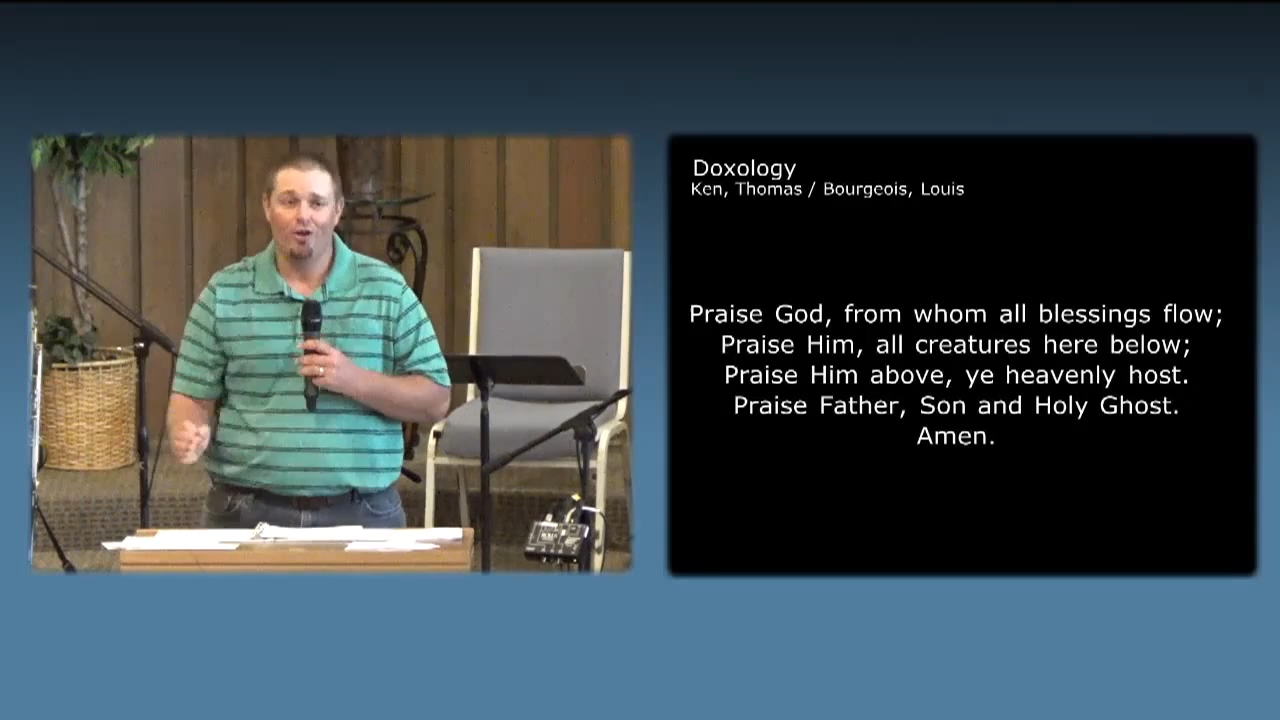 Doxology
Ken, Thomas / Bourgeois, Louis
Praise God, from whom all blessings flow;
Praise Him, all creatures here below;
Praise Him above, ye heavenly host.
Praise Father, Son and Holy Ghost.
Amen.